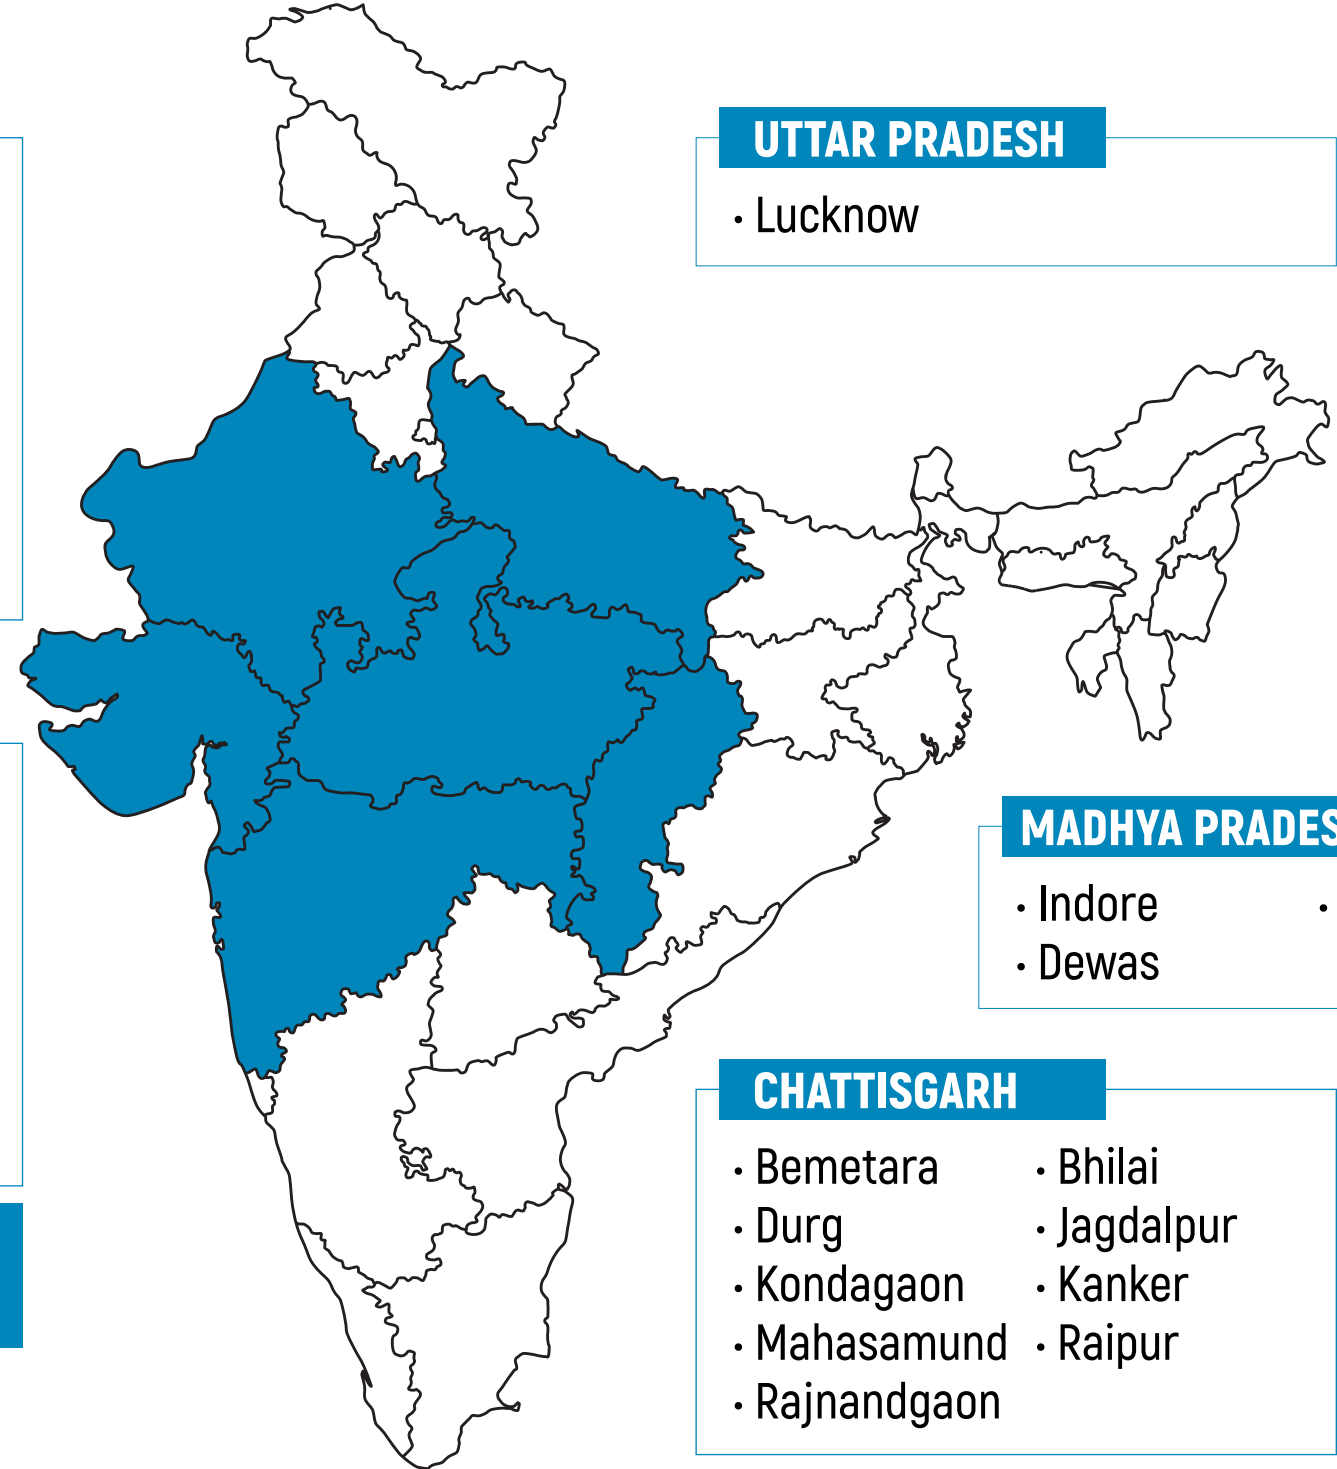 UTTAR PRADESH
· Lucknow
MADHYA PRADES
· Indore ·
· Dewas
CHATTISGARH
· Bemetara · Bhilai
· Durg · Jagdalpur
· Kondagaon · Kanker
· Mahasamund · Raipur
· Rajnandgaon